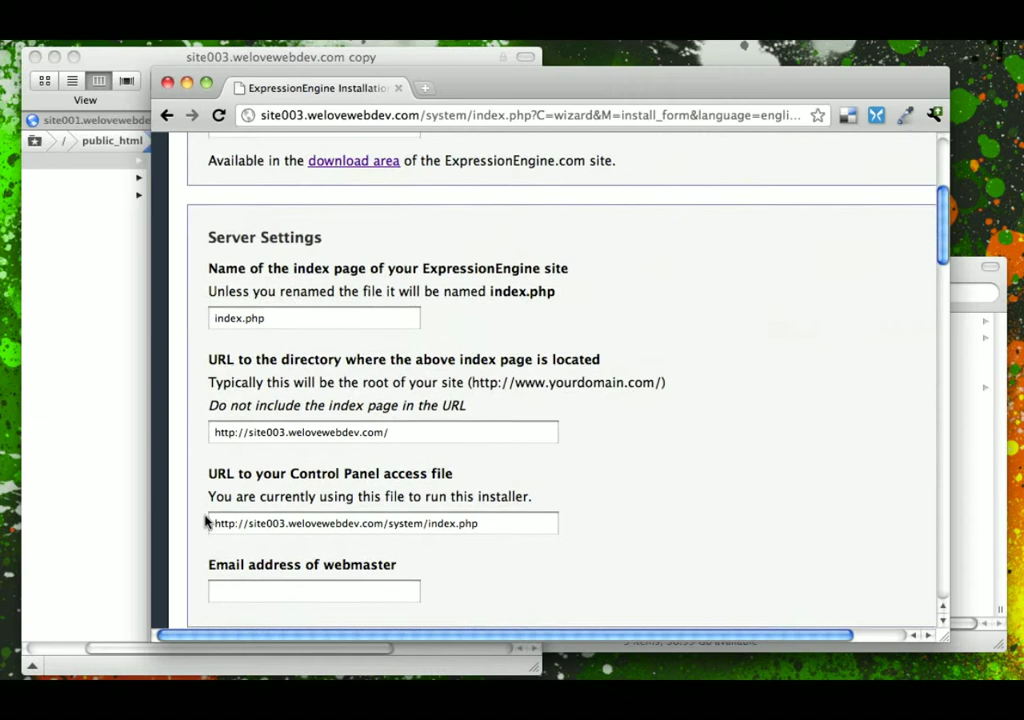 site003.welovewebdev.com copy
ExpressionEngine Installatio
View
site003.welovewebdev.com/system/index.php?C=wizard&M=install_form&language=engli...
site001.welovewebde
/ public_html
Available in the download area of the ExpressionEngine.com site.
Server Settings
Name of the index page of your ExpressionEngine site
Unless you renamed the file it will be named index.php
index.php
URL to the directory where the above index page is located
Typically this will be the root of your site (http://www.yourdomain.com/)
Do not include the index page in the URL
http://site003.welovewebdev.com/
URL to your Control Panel access file
You are currently using this file to run this installer.
http://site003.welovewebdev.com/system/index.php
Email address of webmaster